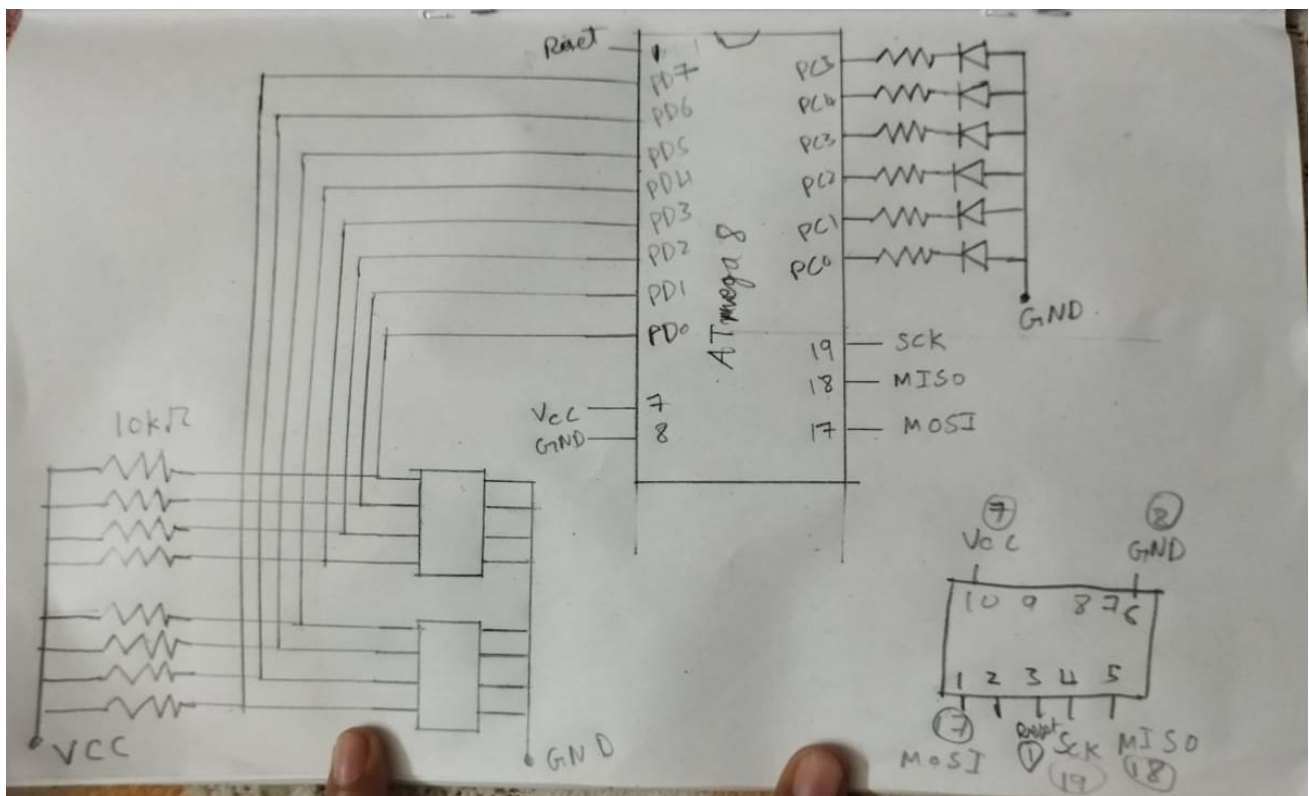 Reset
1
PD7
PD6
PD5
PD4
PD3
PD2
PD1
PD0
Vcc 7
GND 8
ATmega 8
PC5
PC4
PC3
PC2
PC1
PC0
GND
19 SCK
18 MISO
17 MOSI
10kΩ
VCC
GND
7 8
Vcc GND
10 9 8 7 6
1 2 3 4 5
17 Reset SCK MISO
MOSI 1 19 18